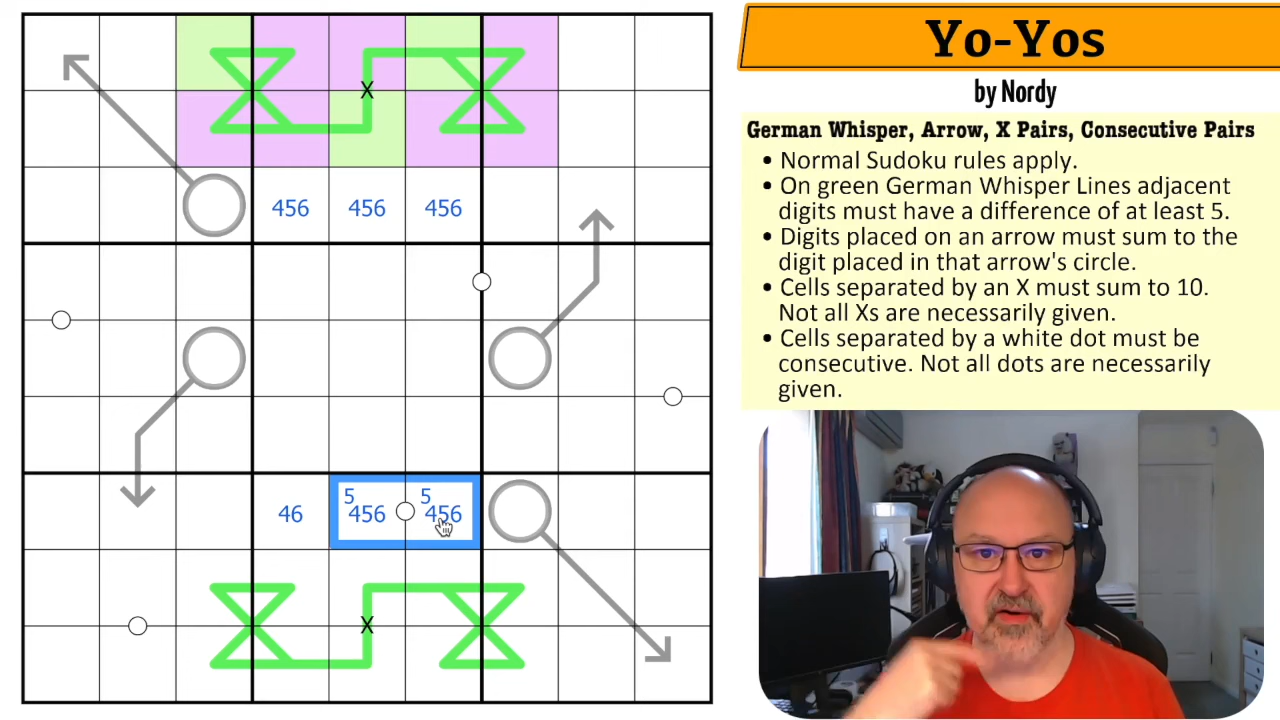 Yo-Yos
by Nordy
German Whisper, Arrow, X Pairs, Consecutive Pairs
• Normal Sudoku rules apply.
• On green German Whisper Lines adjacent
digits must have a difference of at least 5.
• Digits placed on an arrow must sum to the
digit placed in that arrow's circle.
• Cells separated by an X must sum to 10.
Not all Xs are necessarily given.
• Cells separated by a white dot must be
consecutive. Not all dots are necessarily
given.
X
456 456 456
5 5
46 456 456
X